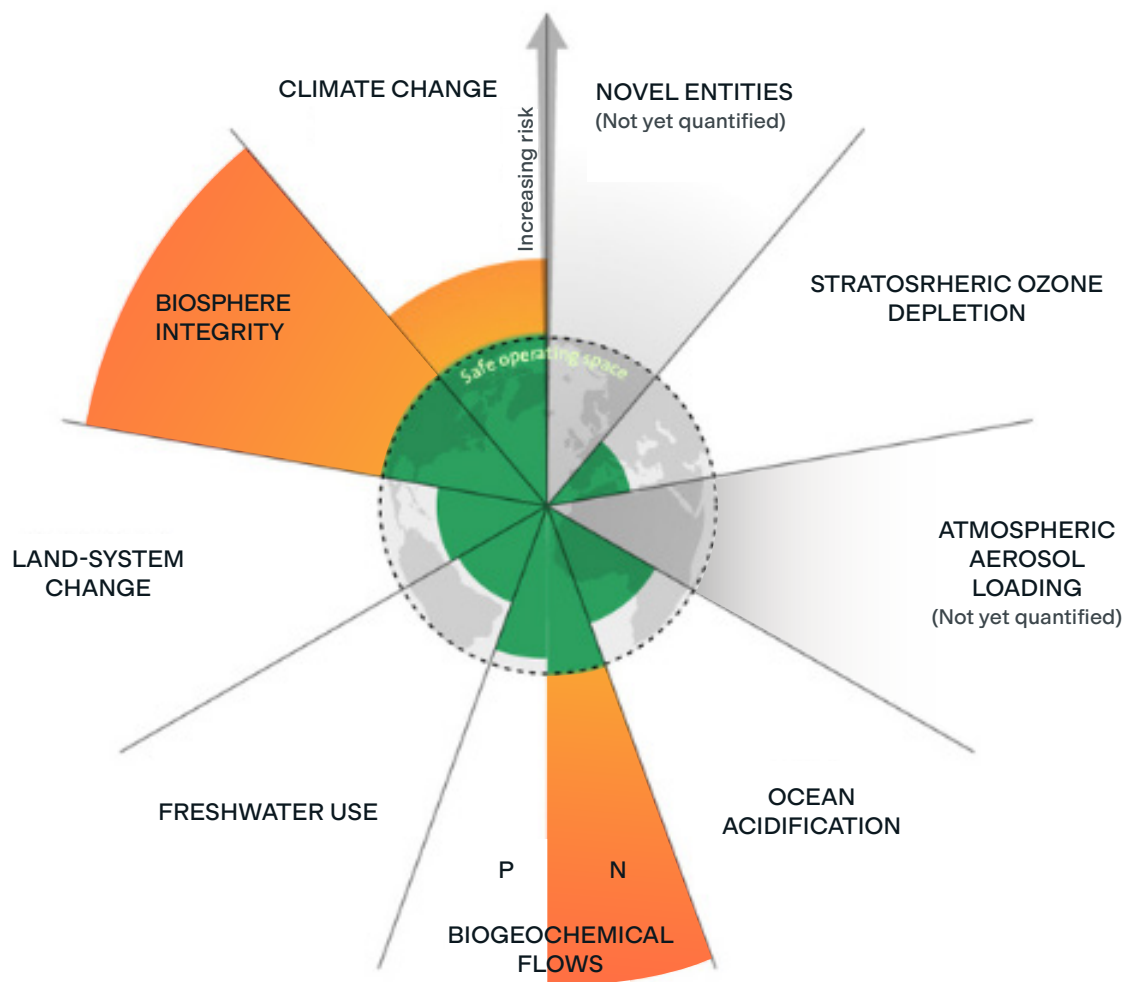 CLIMATE CHANGE
NOVEL ENTITIES
(Not yet quantified)
Increasing risk
STRATOSRHERIC OZONE
DEPLETION
BIOSPHERE
INTEGRITY
Safe operating space
ATMOSPHERIC
AEROSOL
LOADING
(Not yet quantified)
LAND-SYSTEM
CHANGE
OCEAN
ACIDIFICATION
FRESHWATER USE
P
N
BIOGEOCHEMICAL
FLOWS